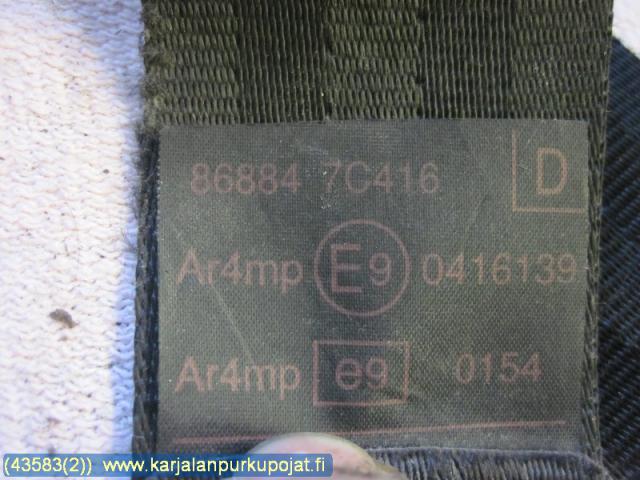 86884 7C416 D
Ar4mp E9 0416139
Ar4mp e9 0154
(43583(2)) www.karjalanpurkupojat.fi